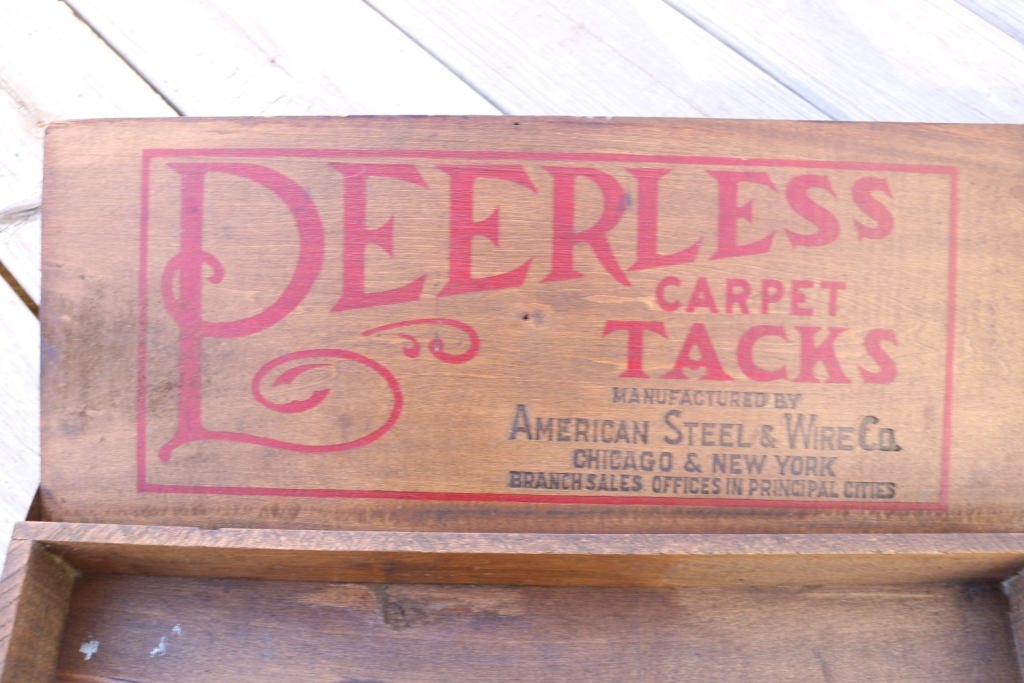 PEERLESS
CARPET
TACKS
MANUFACTURED BY
AMERICAN STEEL & WIRE CO.
CHICAGO & NEW YORK
BRANCH SALES OFFICES IN PRINCIPAL CITIES